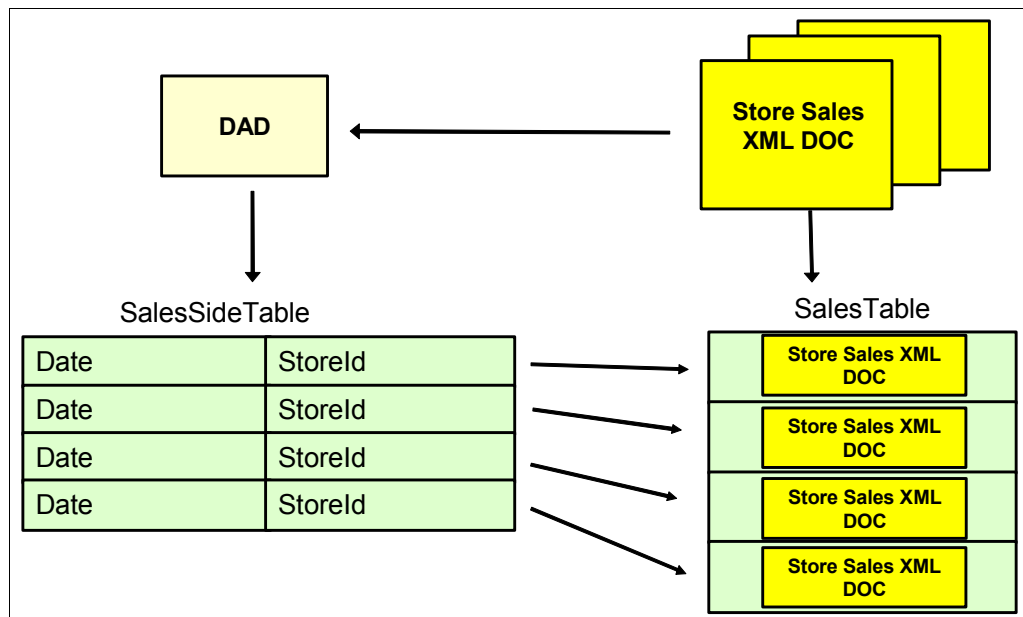 DAD
Store Sales
XML DOC
SalesSideTable
SalesTable
Date StoreId
Date StoreId
Date StoreId
Date StoreId
Store Sales XML
DOC
Store Sales XML
DOC
Store Sales XML
DOC
Store Sales XML
DOC